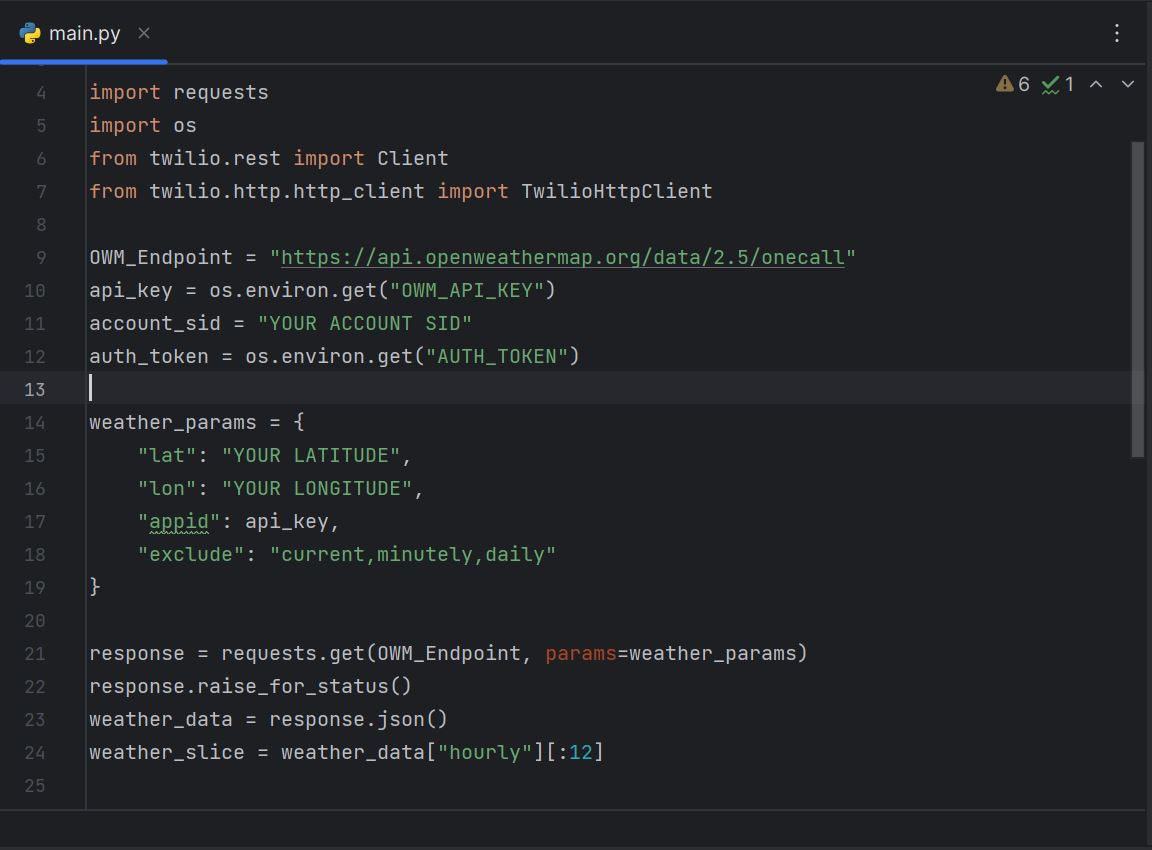 main.py
6 1
4 import requests
5 import os
6 from twilio.rest import Client
7 from twilio.http.http_client import TwilioHttpClient
8
9 OWM_Endpoint = "https://api.openweathermap.org/data/2.5/onecall"
10 api_key = os.environ.get("OWM_API_KEY")
11 account_sid = "YOUR ACCOUNT SID"
12 auth_token = os.environ.get("AUTH_TOKEN")
13
14 weather_params = {
15     "lat": "YOUR LATITUDE",
16     "lon": "YOUR LONGITUDE",
17     "appid": api_key,
18     "exclude": "current,minutely,daily"
19 }
20
21 response = requests.get(OWM_Endpoint, params=weather_params)
22 response.raise_for_status()
23 weather_data = response.json()
24 weather_slice = weather_data["hourly"][:12]
25